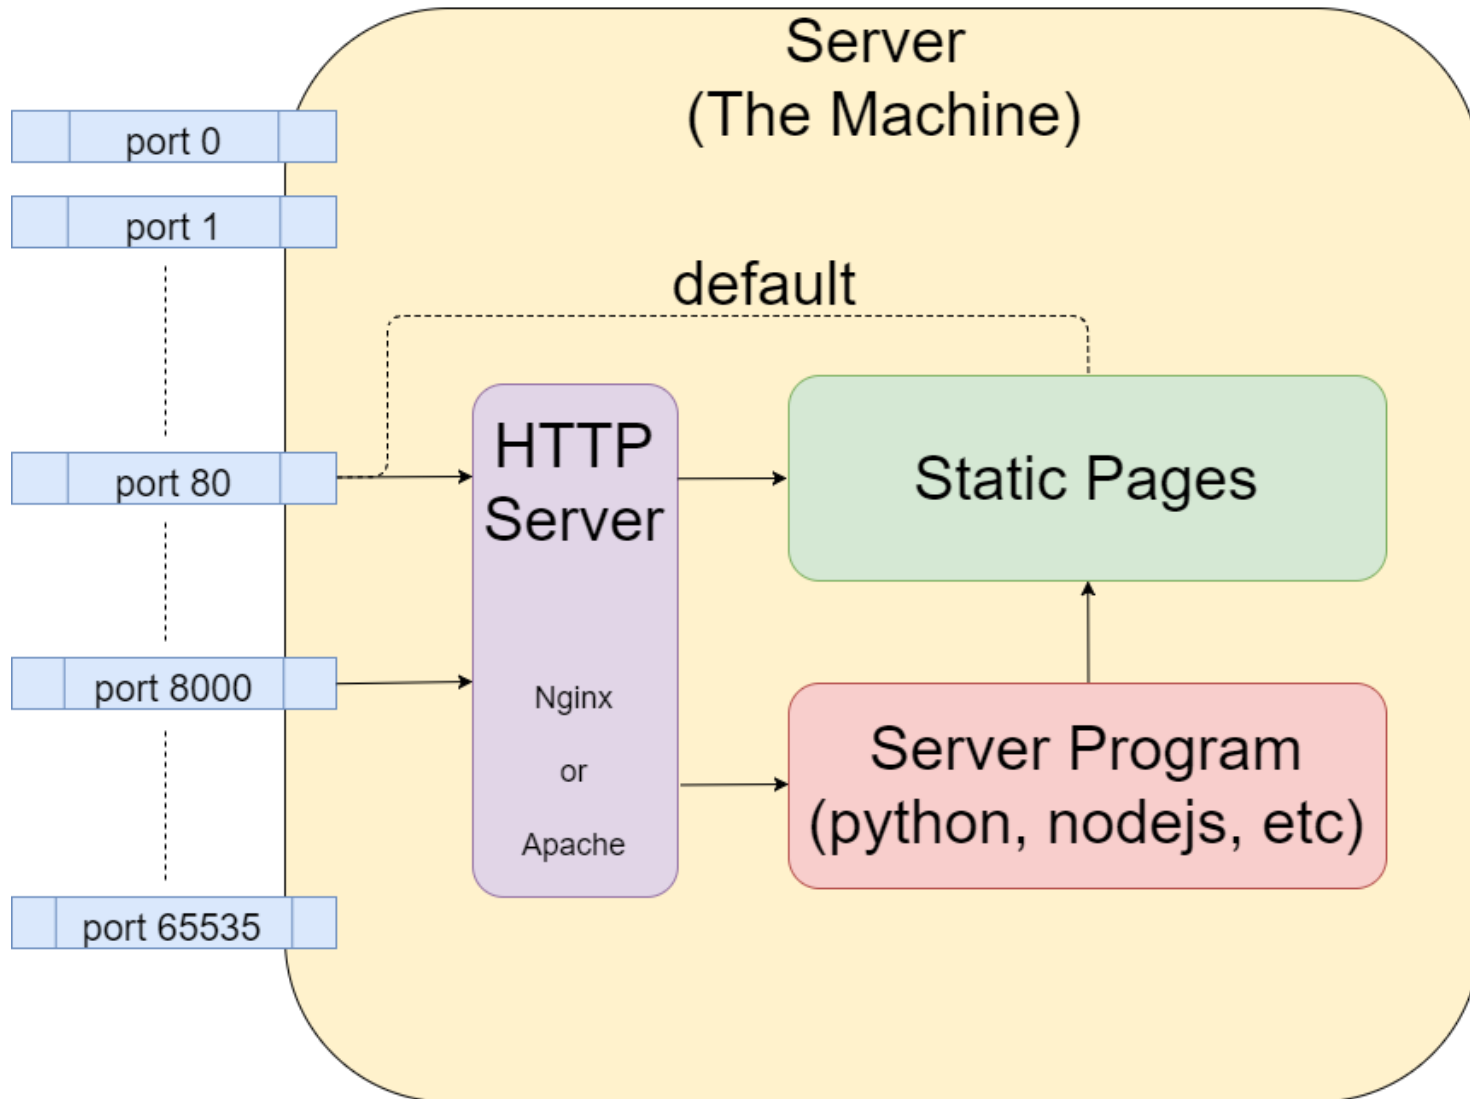 Server
(The Machine)
port 0
port 1
default
port 80
HTTP
Server
Static Pages
port 8000
Nginx
or
Apache
Server Program
(python, nodejs, etc)
port 65535